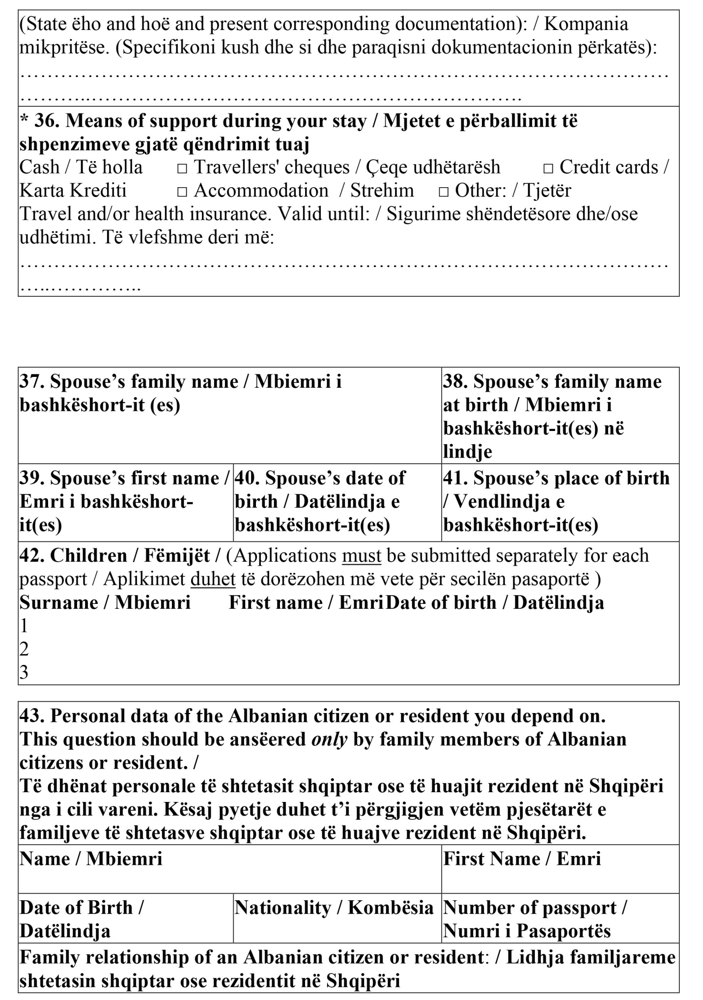 (State ëho and hoë and present corresponding documentation): / Kompania
mikpritëse. (Specifikoni kush dhe si dhe paraqisni dokumentacionin përkatës):
……………………………………………………………………………………
………..……………………………………………………….
* 36. Means of support during your stay / Mjetet e përballimit të
shpenzimeve gjatë qëndrimit tuaj
Cash / Të holla □ Travellers' cheques / Çeqe udhëtarësh □ Credit cards /
Karta Krediti □ Accommodation / Strehim □ Other: / Tjetër
Travel and/or health insurance. Valid until: / Sigurime shëndetësore dhe/ose
udhëtimi. Të vlefshme deri më:
……………………………………………………………………………………
…..…………..
37. Spouse’s family name / Mbiemri i
bashkëshort-it (es)
38. Spouse’s family name
at birth / Mbiemri i
bashkëshort-it(es) në
lindje
39. Spouse’s first name /
Emri i bashkëshort-
it(es)
40. Spouse’s date of
birth / Datëlindja e
bashkëshort-it(es)
41. Spouse’s place of birth
/ Vendlindja e
bashkëshort-it(es)
42. Children / Fëmijët / (Applications must be submitted separately for each
passport / Aplikimet duhet të dorëzohen më vete për secilën pasaportë )
Surname / Mbiemri First name / EmriDate of birth / Datëlindja
1
2
3
43. Personal data of the Albanian citizen or resident you depend on.
This question should be ansëered only by family members of Albanian
citizens or resident. /
Të dhënat personale të shtetasit shqiptar ose të huajit rezident në Shqipëri
nga i cili vareni. Kësaj pyetje duhet t’i përgjigjen vetëm pjesëtarët e
familjeve të shtetasve shqiptar ose të huajve rezident në Shqipëri.
Name / Mbiemri
First Name / Emri
Date of Birth /
Datëlindja
Nationality / Kombësia
Number of passport /
Numri i Pasaportës
Family relationship of an Albanian citizen or resident: / Lidhja familjareme
shtetasin shqiptar ose rezidentit në Shqipëri